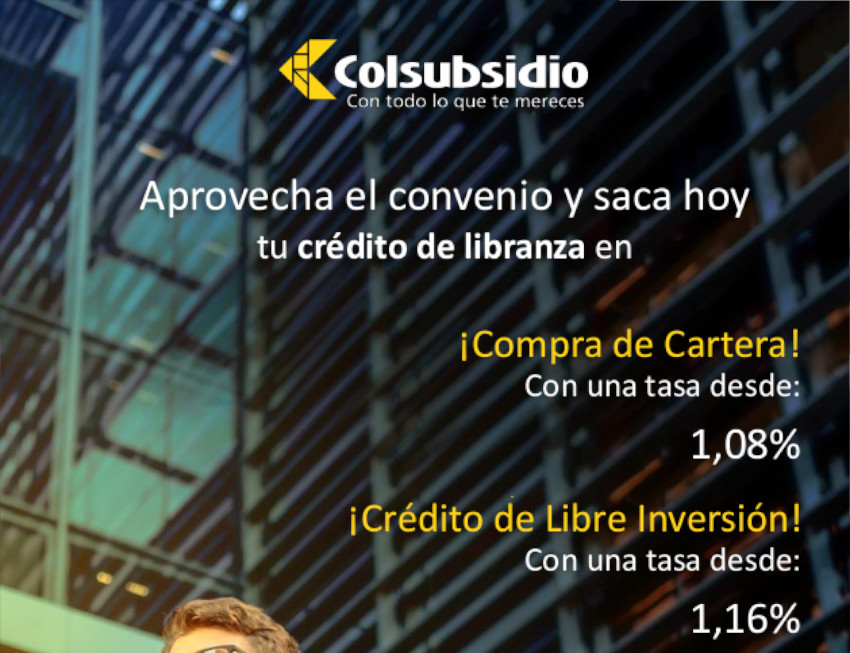 Colsubsidio
Con todo lo que te mereces
Aprovecha el convenio y saca hoy
tu crédito de libranza en
¡Compra de Cartera!
Con una tasa desde:
1,08%
¡Crédito de Libre Inversión!
Con una tasa desde:
1,16%